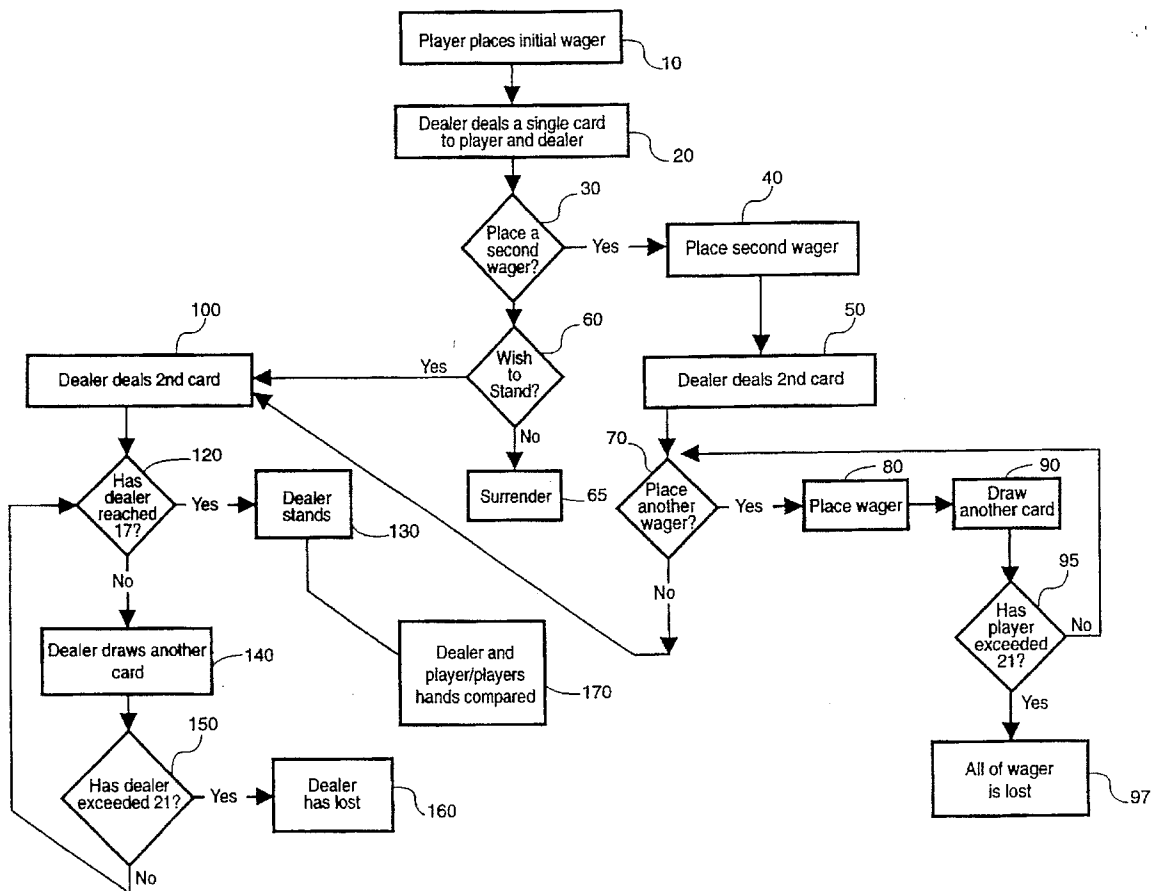 Player places initial wager
10
Dealer deals a single card
to player and dealer
20
30
Place a
second
wager?
Yes
40
Place second wager
100
Dealer deals 2nd card
60
Wish
to
Stand?
Yes
No
Surrender
65
50
Dealer deals 2nd card
70
Place
another
wager?
Yes
No
80
Place wager
90
Draw
another card
95
Has
player
exceeded
21?
No
Yes
All of wager
is lost
97
120
Has
dealer
reached
17?
Yes
No
Dealer
stands
130
Dealer draws another
card
140
Dealer and
player/players
hands compared
170
150
Has dealer
exceeded 21?
Yes
No
Dealer
has lost
160